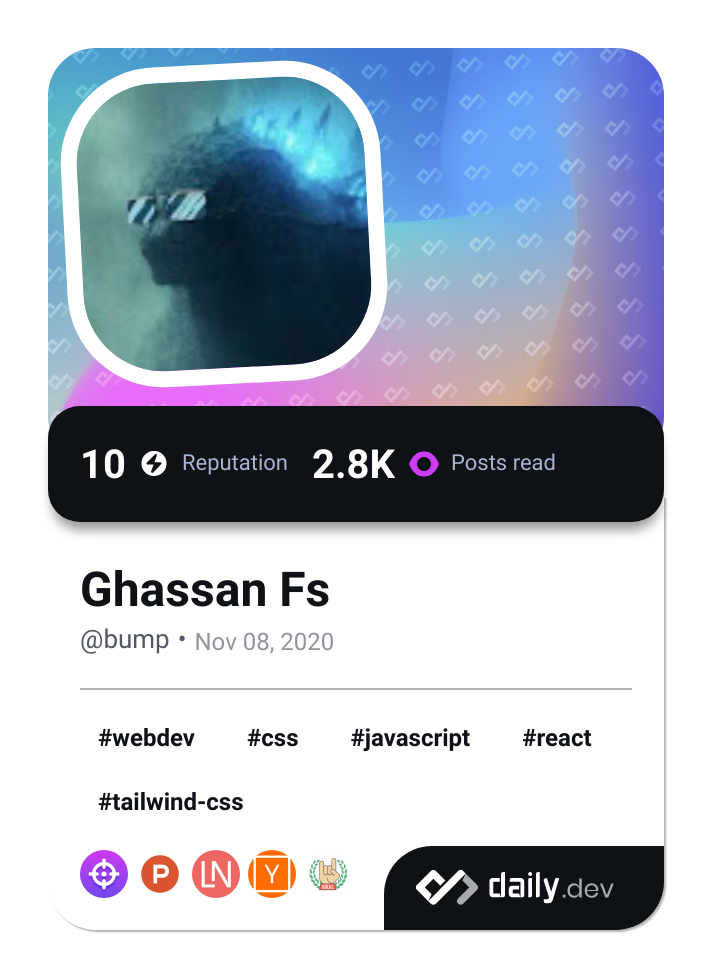 10 Reputation 2.8K Posts read
Ghassan Fs
@bump • Nov 08, 2020
#webdev #css #javascript #react
#tailwind-css
P LN Y
daily.dev